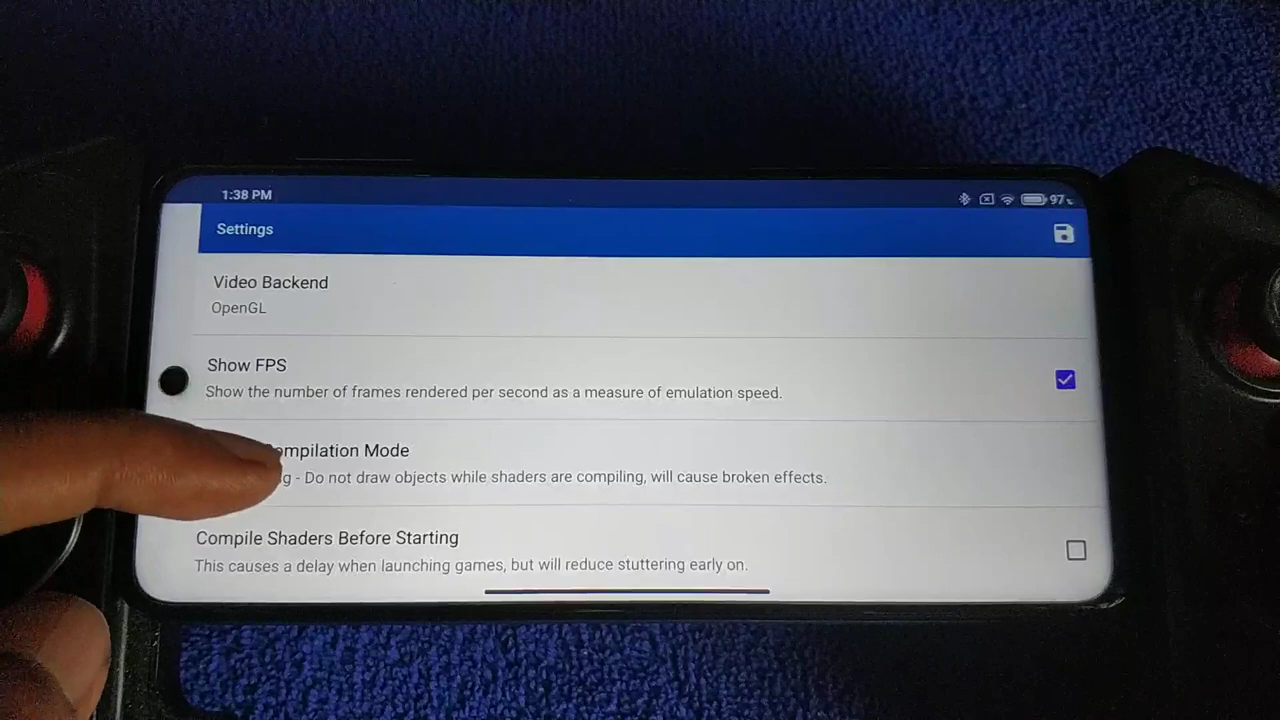 1:38 PM
97
Settings
Video Backend
OpenGL
Show FPS
Show the number of frames rendered per second as a measure of emulation speed.
Mode
- Do not draw objects while shaders are compiling, will cause broken effects.
Compile Shaders Before Starting
This causes a delay when launching games, but will reduce stuttering early on.